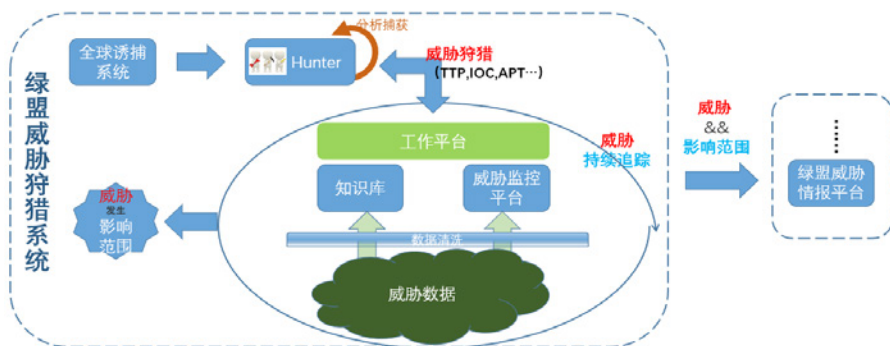 绿盟威胁狩猎系统
全球诱捕
系统
Hunter
分析捕获
威胁狩猎
(TTP,IOC,APT…)
工作平台
知识库
威胁监控
平台
数据清洗
威胁数据
威胁
发生
影响
范围
威胁
持续追踪
威胁
&&
影响范围
……
绿盟威胁
情报平台